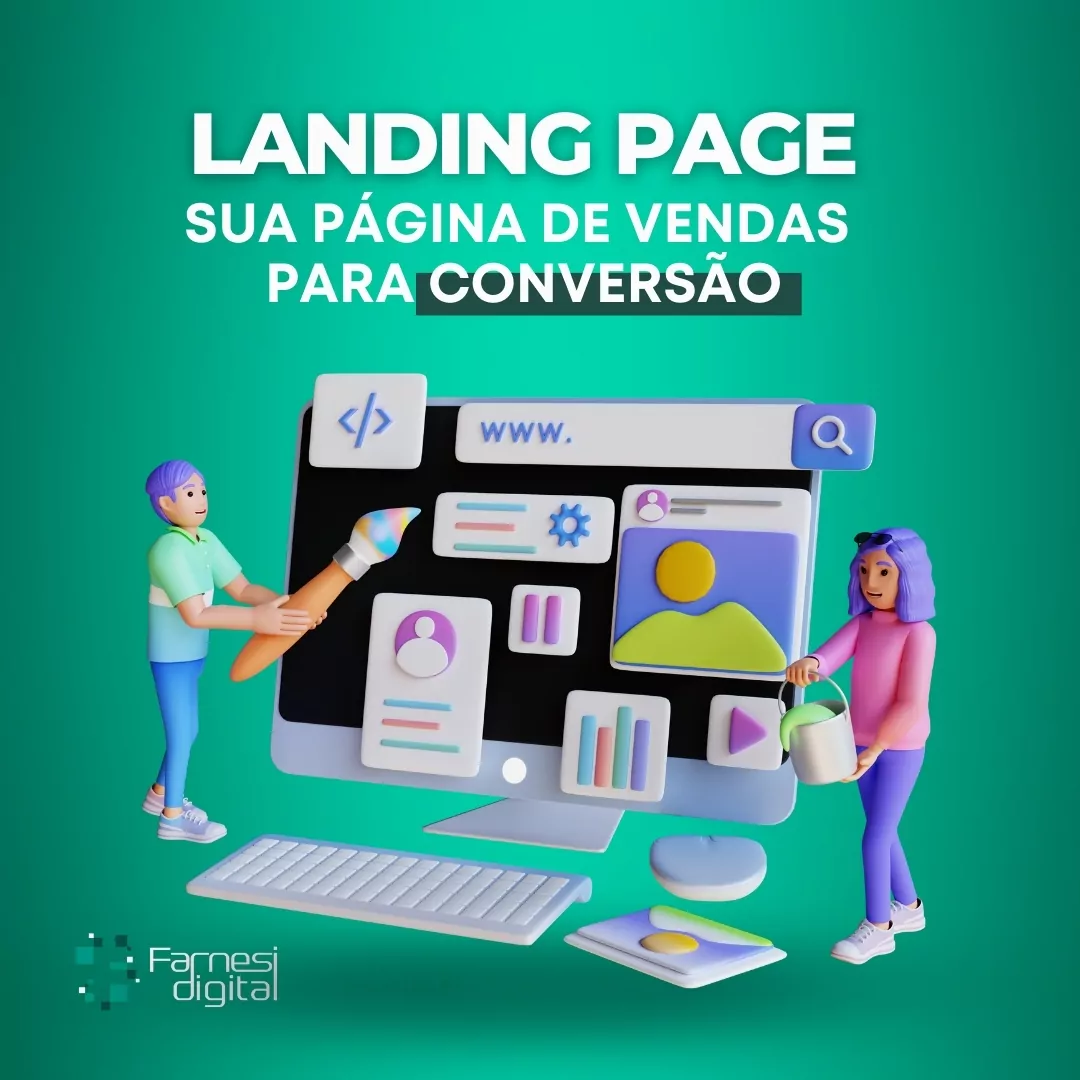 LANDING PAGE
SUA PÁGINA DE VENDAS
PARA CONVERSÃO
</>
www.
Farnesi
digital